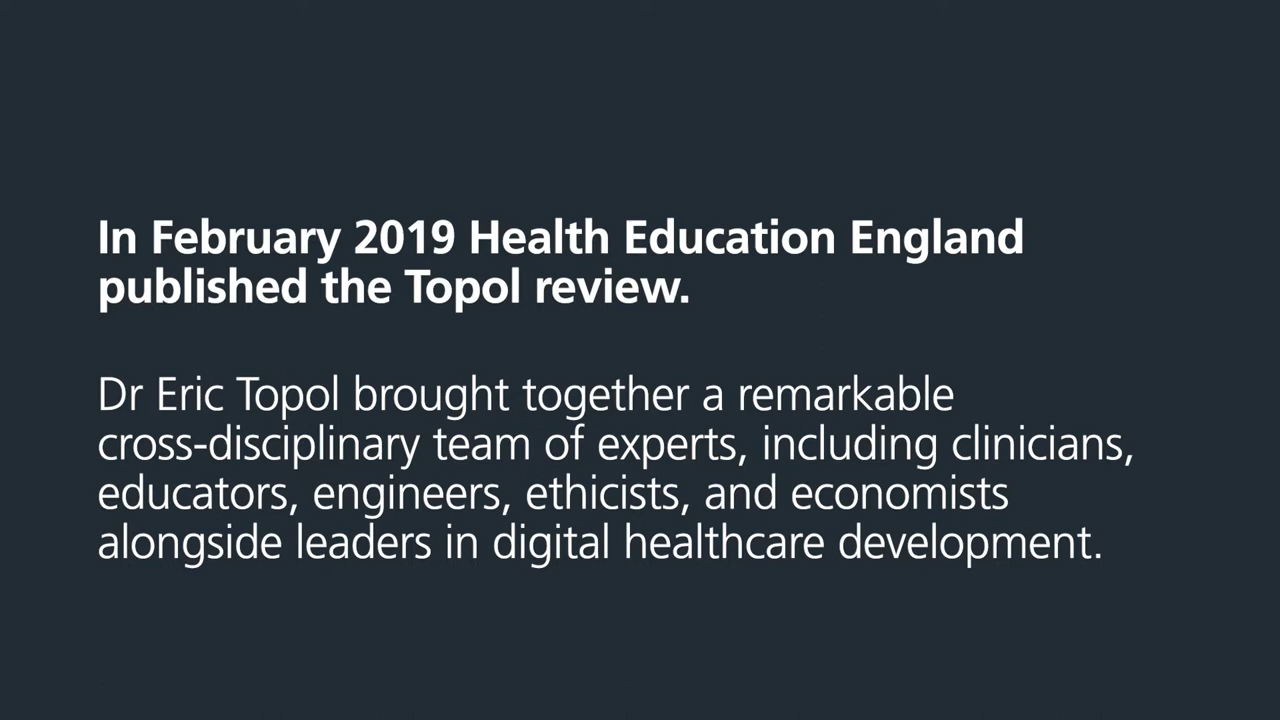 In February 2019 Health Education England
published the Topol review.
Dr Eric Topol brought together a remarkable
cross-disciplinary team of experts, including clinicians,
educators, engineers, ethicists, and economists
alongside leaders in digital healthcare development.